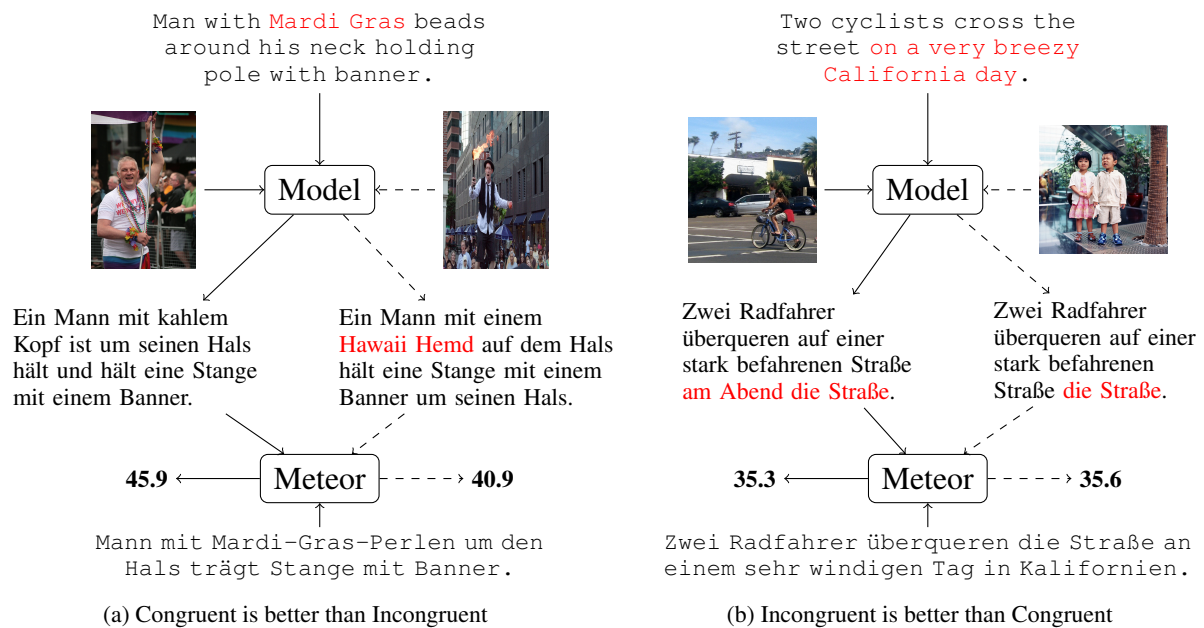 Man with Mardi Gras beads
around his neck holding
pole with banner.
Model
Ein Mann mit kahlem
Kopf ist um seinen Hals
hält und hält eine Stange
mit einem Banner.
Ein Mann mit einem
Hawaii Hemd auf dem Hals
hält eine Stange mit einem
Banner um seinen Hals.
45.9
Meteor
40.9
Mann mit Mardi-Gras-Perlen um den
Hals trägt Stange mit Banner.
(a) Congruent is better than Incongruent
Two cyclists cross the
street on a very breezy
California day.
Model
Zwei Radfahrer
überqueren auf einer
stark befahrenen Straße
am Abend die Straße.
Zwei Radfahrer
überqueren auf einer
stark befahrenen
Straße die Straße.
35.3
Meteor
35.6
Zwei Radfahrer überqueren die Straße an
einem sehr windigen Tag in Kalifornien.
(b) Incongruent is better than Congruent